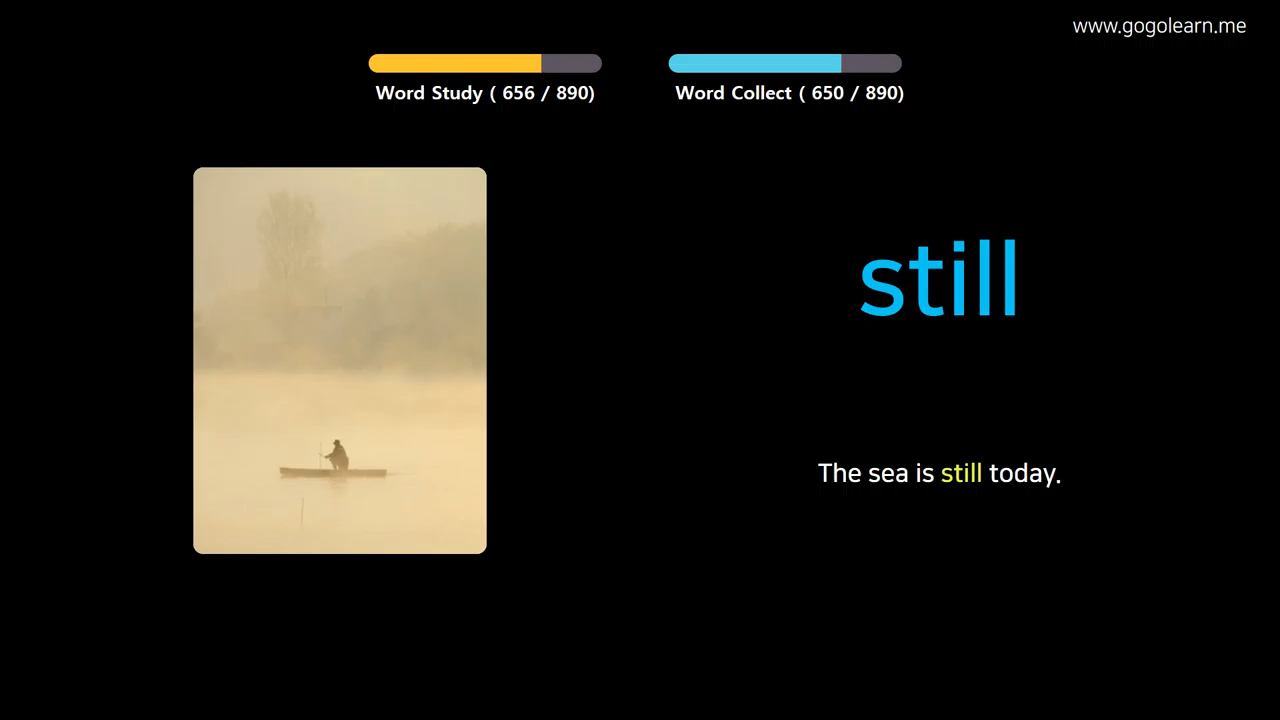 www.gogolearn.me
Word Study ( 656 / 890)
Word Collect ( 650 / 890)
still
The sea is still today.